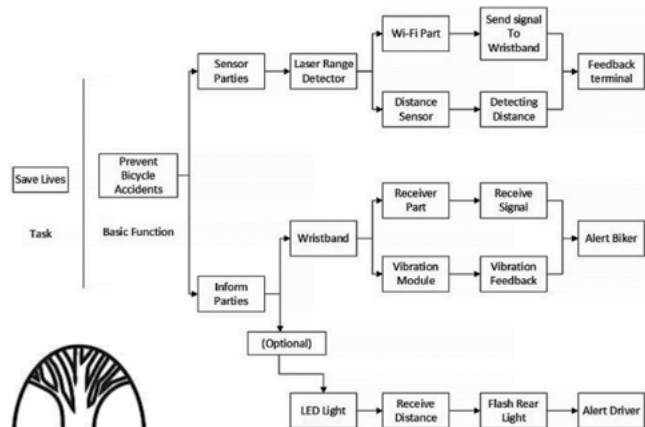 Send signal
To
Wristband
Wi-Fi Part
Sensor
Parties
Laser Range
Detector
Feedback
terminal
Distance
Sensor
Detecting
Distance
Save Lives
Prevent
Bicycle
Accidents
Task
Basic Function
Receiver
Part
Receive
Signal
Wristband
Alert Biker
Vibration
Module
Vibration
Feedback
Inform
Parties
(Optional)
LED Light
Receive
Distance
Flash Rear
Light
Alert Driver